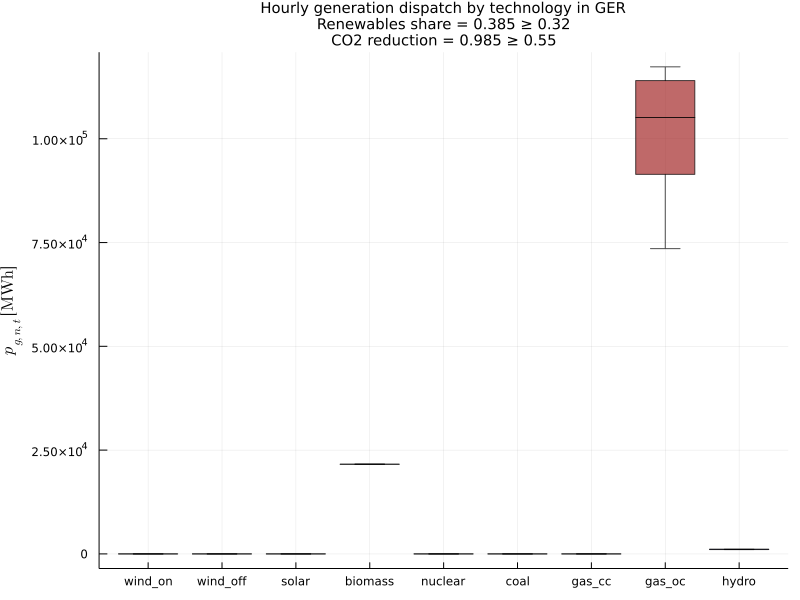 Hourly generation dispatch by technology in GER
Renewables share = 0.385 ≥ 0.32
CO2 reduction = 0.985 ≥ 0.55
p_{g,n,t} [MWh]
1.00×10⁵
7.50×10⁴
5.00×10⁴
2.50×10⁴
0
wind_on wind_off solar biomass nuclear coal gas_cc gas_oc hydro